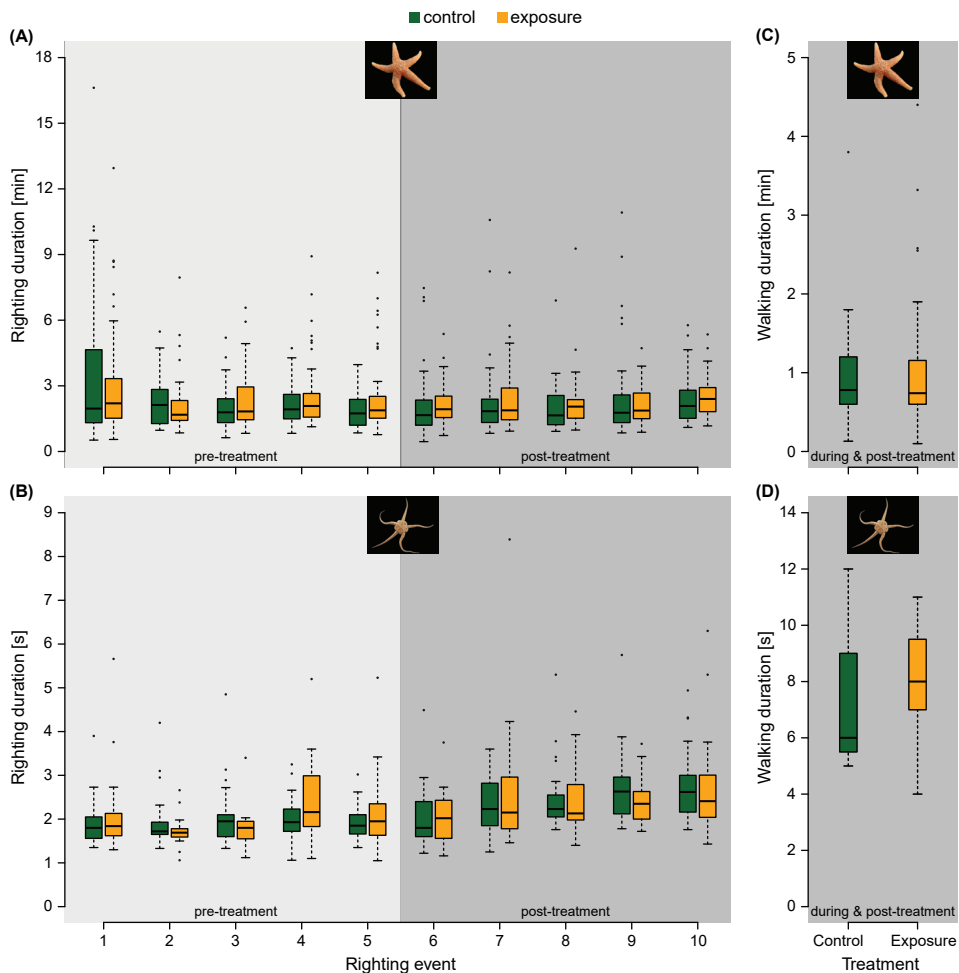 control exposure
(A)
18
15
12
9
6
3
0
Righting duration [min]
pre-treatment post-treatment
(C)
5
4
3
2
1
0
Walking duration [min]
during & post-treatment
(B)
9
8
7
6
5
4
3
2
1
0
Righting duration [s]
pre-treatment post-treatment
1 2 3 4 5 6 7 8 9 10
Righting event
(D)
14
12
10
8
6
4
2
0
Walking duration [s]
during & post-treatment
Control Exposure
Treatment